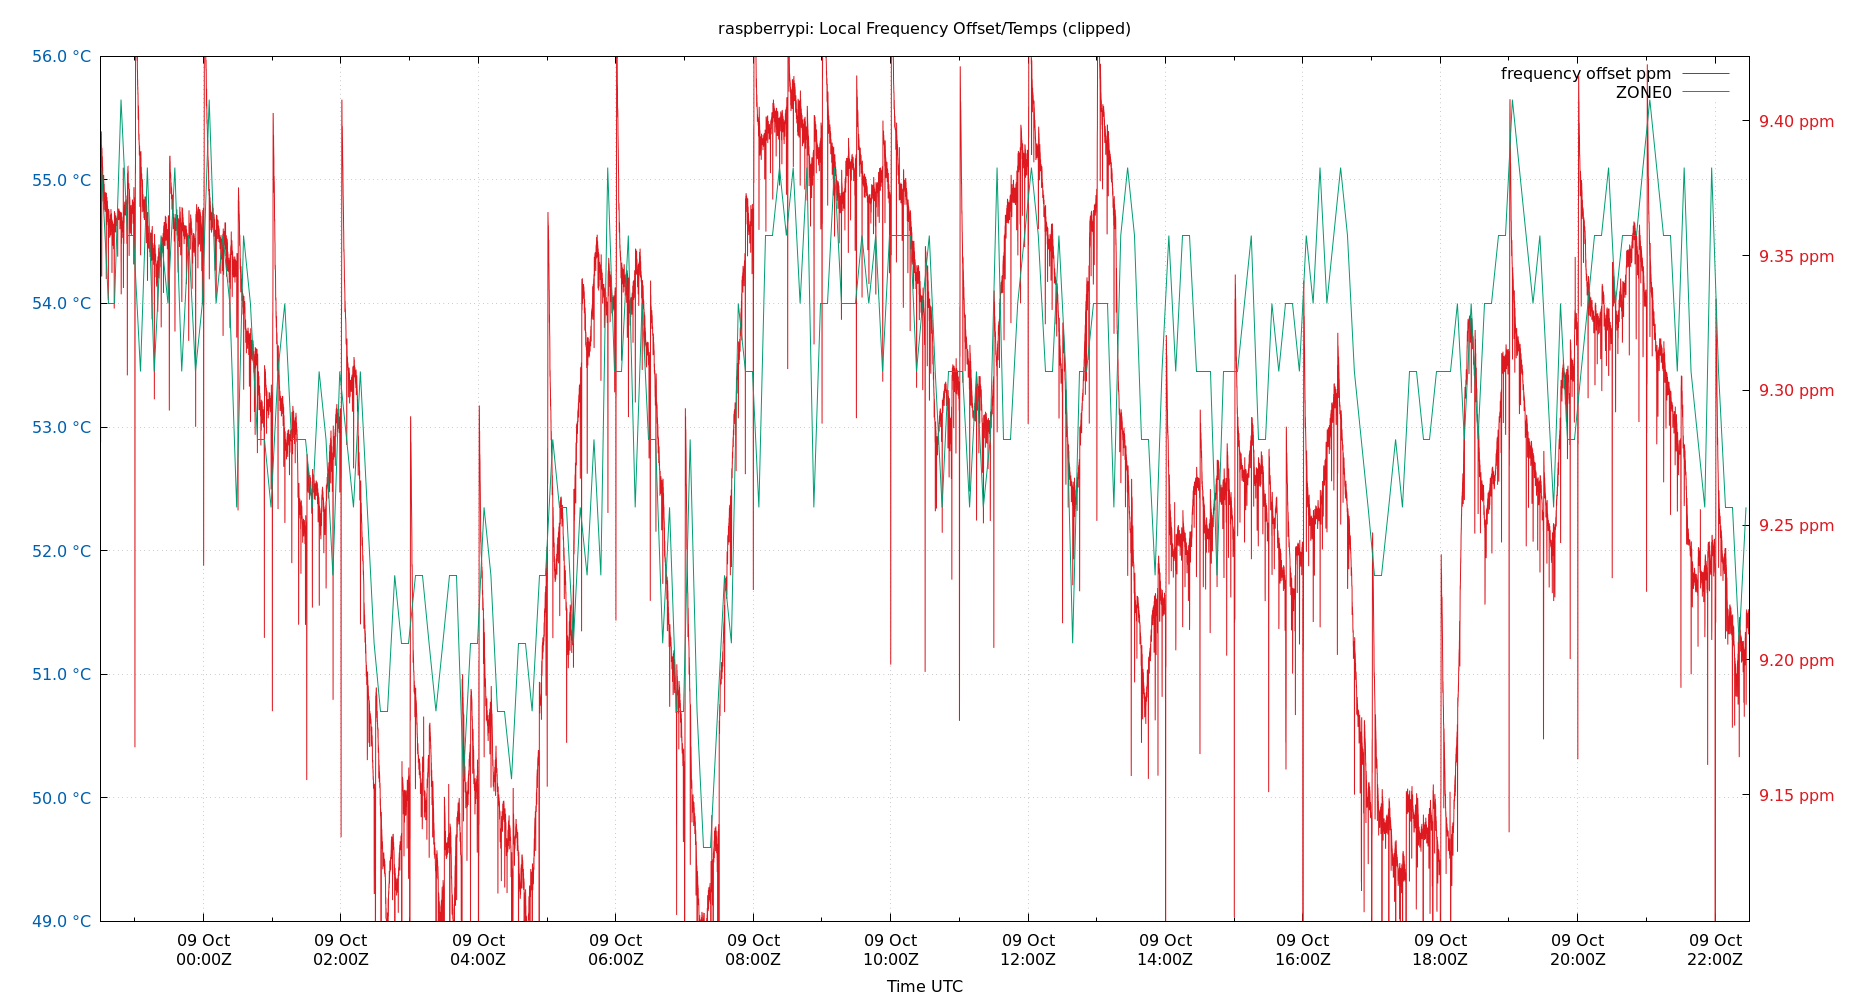 raspberrypi: Local Frequency Offset/Temps (clipped)
frequency offset ppm
ZONE0
56.0 °C
55.0 °C
54.0 °C
53.0 °C
52.0 °C
51.0 °C
50.0 °C
49.0 °C
9.40 ppm
9.35 ppm
9.30 ppm
9.25 ppm
9.20 ppm
9.15 ppm
09 Oct 09 Oct 09 Oct 09 Oct 09 Oct 09 Oct 09 Oct 09 Oct 09 Oct 09 Oct 09 Oct 09 Oct
00:00Z 02:00Z 04:00Z 06:00Z 08:00Z 10:00Z 12:00Z 14:00Z 16:00Z 18:00Z 20:00Z 22:00Z
Time UTC